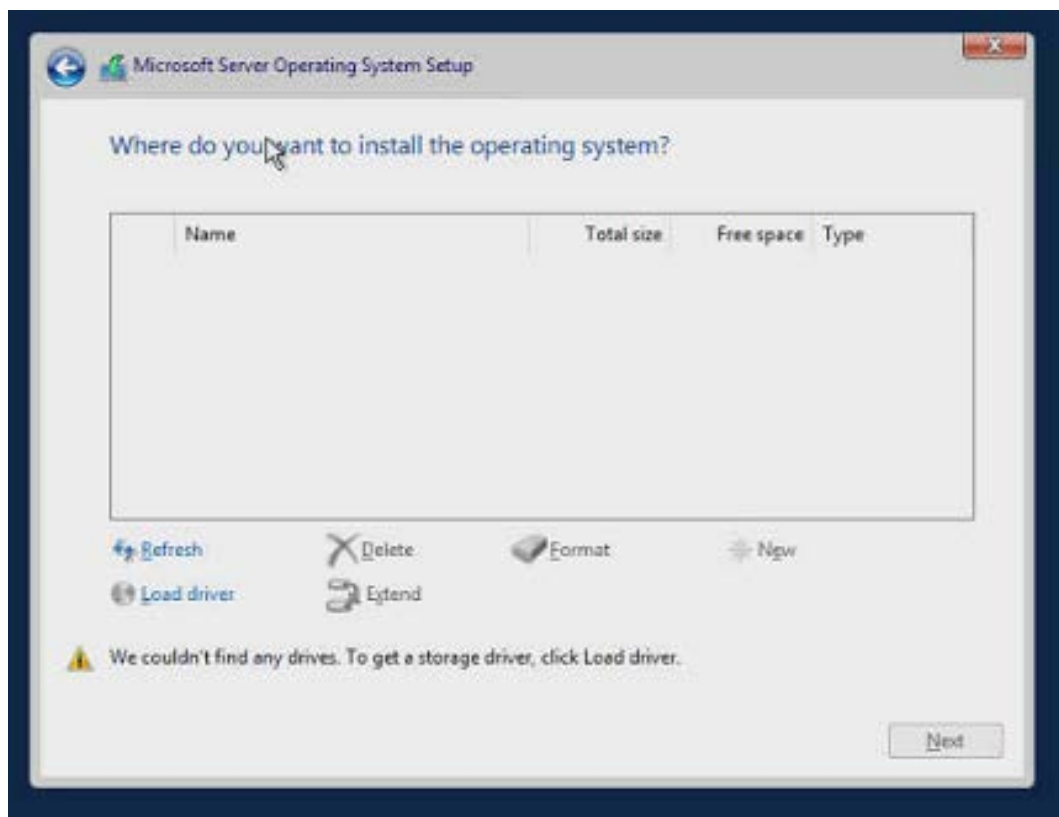 Microsoft Server Operating System Setup
Where do you want to install the operating system?
Name Total size Free space Type
Refresh Delete Format New
Load driver Extend
We couldn't find any drives. To get a storage driver, click Load driver.
Next